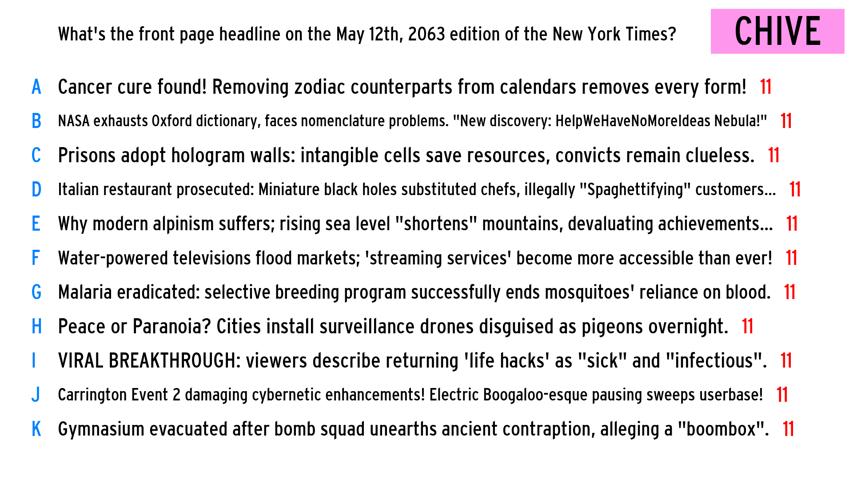 What's the front page headline on the May 12th, 2063 edition of the New York Times?
CHIVE
A Cancer cure found! Removing zodiac counterparts from calendars removes every form! 11
B NASA exhausts Oxford dictionary, faces nomenclature problems. "New discovery: HelpWeHaveNoMoreIdeas Nebula!" 11
C Prisons adopt hologram walls: intangible cells save resources, convicts remain clueless. 11
D Italian restaurant prosecuted: Miniature black holes substituted chefs, illegally "Spaghettifying" customers... 11
E Why modern alpinism suffers; rising sea level "shortens" mountains, devaluating achievements... 11
F Water-powered televisions flood markets; 'streaming services' become more accessible than ever! 11
G Malaria eradicated: selective breeding program successfully ends mosquitoes' reliance on blood. 11
H Peace or Paranoia? Cities install surveillance drones disguised as pigeons overnight. 11
I VIRAL BREAKTHROUGH: viewers describe returning 'life hacks' as "sick" and "infectious". 11
J Carrington Event 2 damaging cybernetic enhancements! Electric Boogaloo-esque pausing sweeps userbase! 11
K Gymnasium evacuated after bomb squad unearths ancient contraption, alleging a "boombox". 11